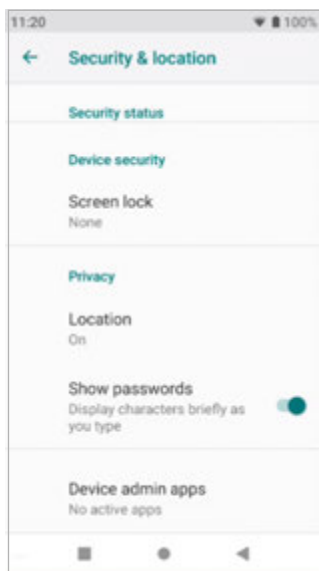 11:20 100%
Security & location
Security status
Device security
Screen lock
None
Privacy
Location
On
Show passwords
Display characters briefly as
you type
Device admin apps
No active apps